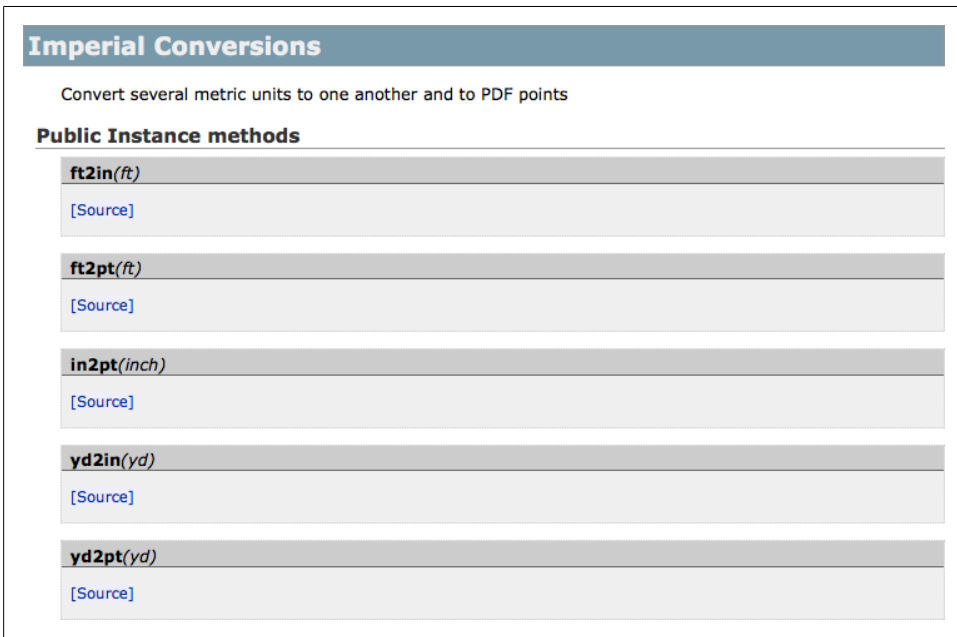 Imperial Conversions
Convert several metric units to one another and to PDF points
Public Instance methods
ft2in(ft)
[Source]
ft2pt(ft)
[Source]
in2pt(inch)
[Source]
yd2in(yd)
[Source]
yd2pt(yd)
[Source]